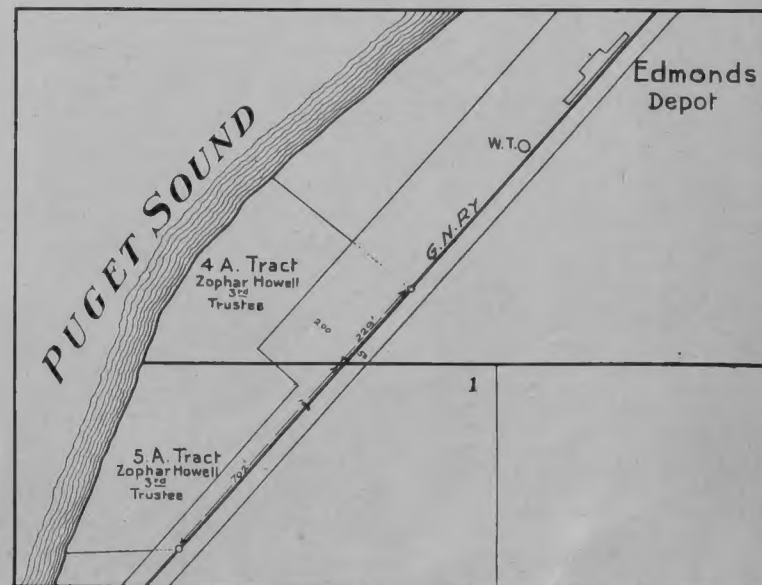 Edmonds
Depot
W.T.
PUGET SOUND
G.N.RY
4 A. Tract
Zophar Howell
3rd
Trustee
200
229'
1
5.A. Tract
Zophar Howell
3rd
Trustee
792'